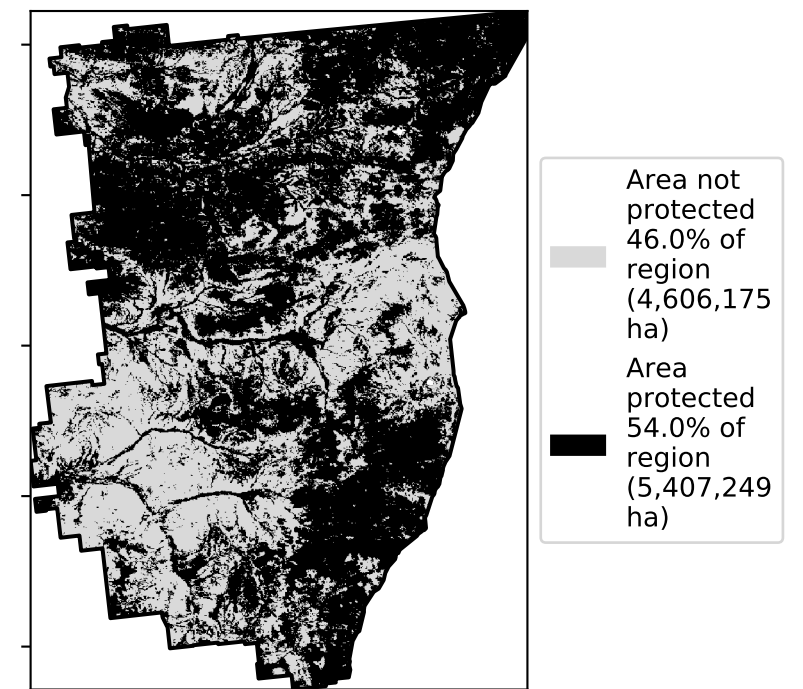 Area not
protected
46.0% of
region
(4,606,175
ha)
Area
protected
54.0% of
region
(5,407,249
ha)